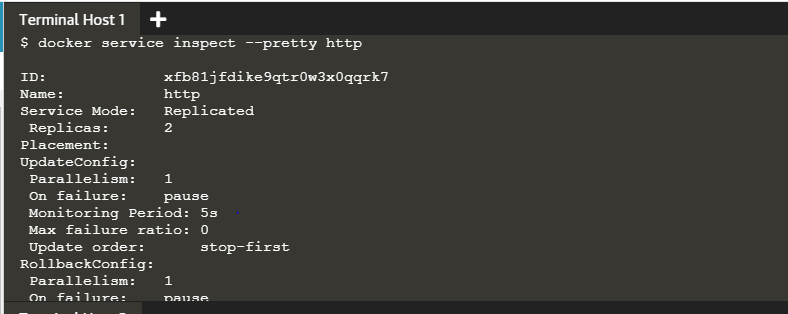 Terminal Host 1 +
$ docker service inspect --pretty http
ID: xfb81jfdike9qtr0w3x0qqrk7
Name: http
Service Mode: Replicated
Replicas: 2
Placement:
UpdateConfig:
Parallelism: 1
On failure: pause
Monitoring Period: 5s
Max failure ratio: 0
Update order: stop-first
RollbackConfig:
Parallelism: 1
On failure: pause